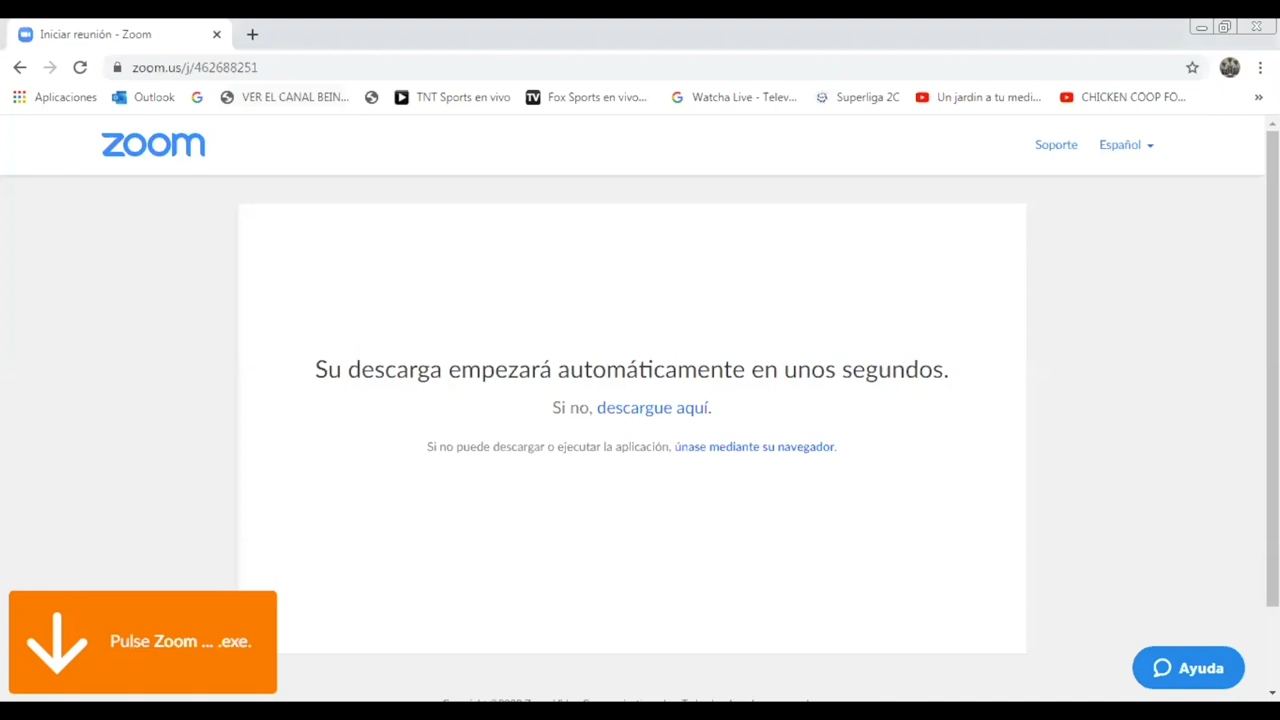 Iniciar reunión - Zoom
zoom.us/j/462688251
Aplicaciones Outlook VER EL CANAL BEIN... TNT Sports en vivo Fox Sports en vivo... Watcha Live - Telev... Superliga 2C Un jardin a tu medi... CHICKEN COOP FO... »
zoom Soporte Español
Su descarga empezará automáticamente en unos segundos.
Si no, descargue aquí.
Si no puede descargar o ejecutar la aplicación, únase mediante su navegador.
Pulse Zoom ... .exe.
Ayuda